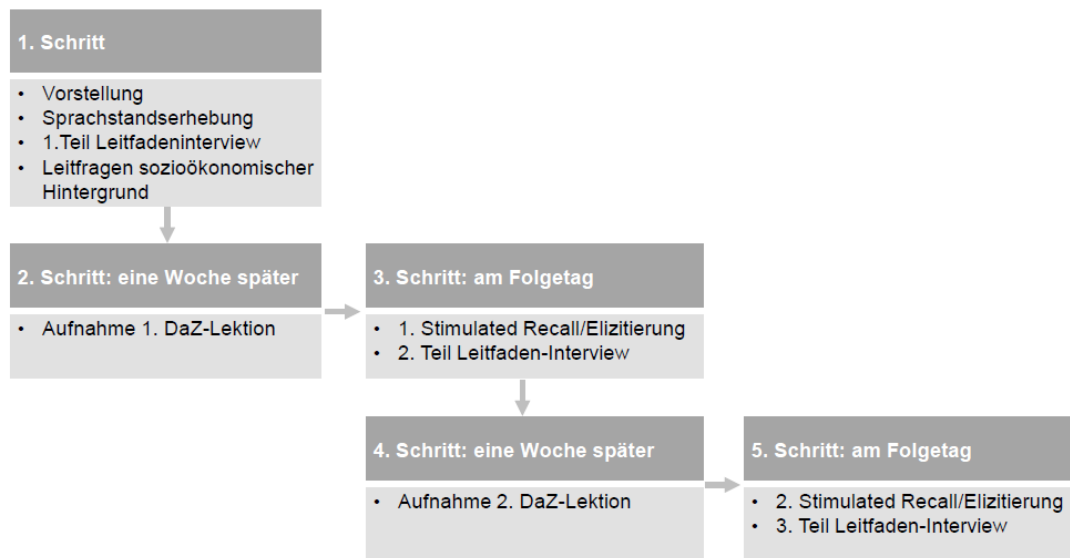 1. Schritt
• Vorstellung
• Sprachstandserhebung
• 1.Teil Leitfadeninterview
• Leitfragen sozioökonomischer
Hintergrund
2. Schritt: eine Woche später
• Aufnahme 1. DaZ-Lektion
3. Schritt: am Folgetag
• 1. Stimulated Recall/Elizitierung
• 2. Teil Leitfaden-Interview
4. Schritt: eine Woche später
• Aufnahme 2. DaZ-Lektion
5. Schritt: am Folgetag
• 2. Stimulated Recall/Elizitierung
• 3. Teil Leitfaden-Interview